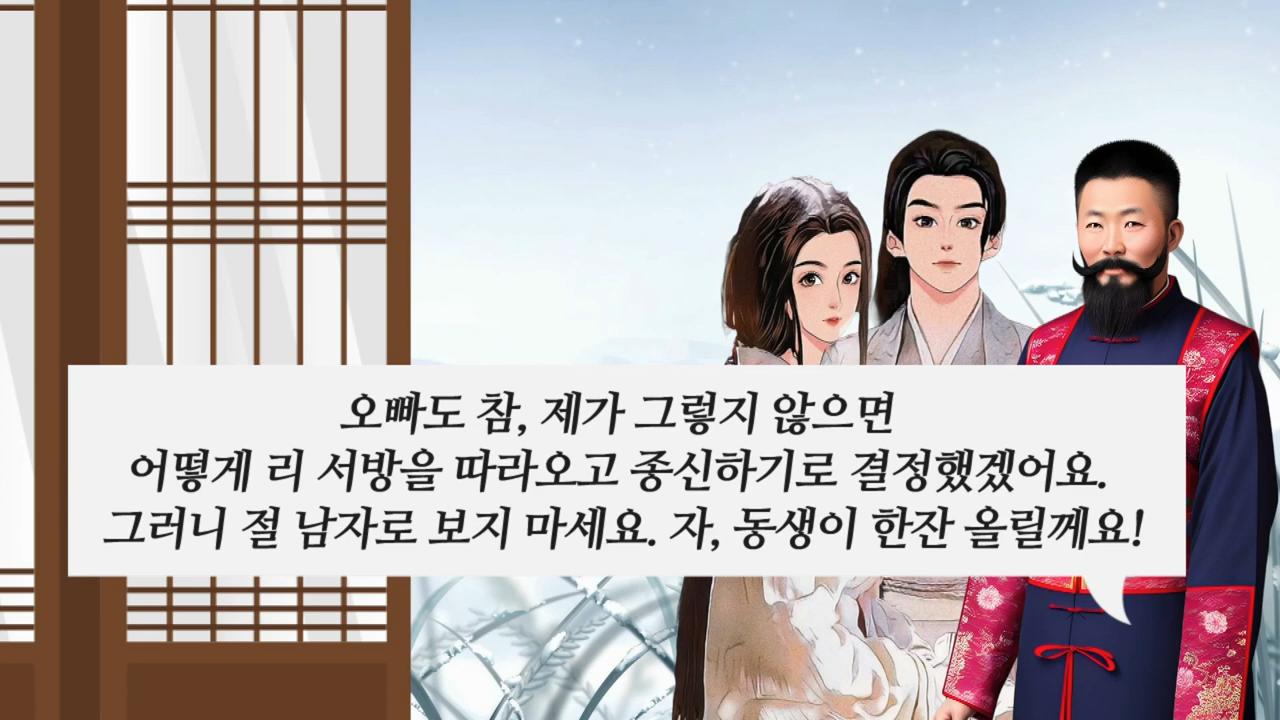 오빠도 참, 제가 그렇지 않으면
어떻게 리 서방을 따라오고 종신하기로 결정했겠어요.
그러니 절 남자로 보지 마세요. 자, 동생이 한잔 올릴께요!